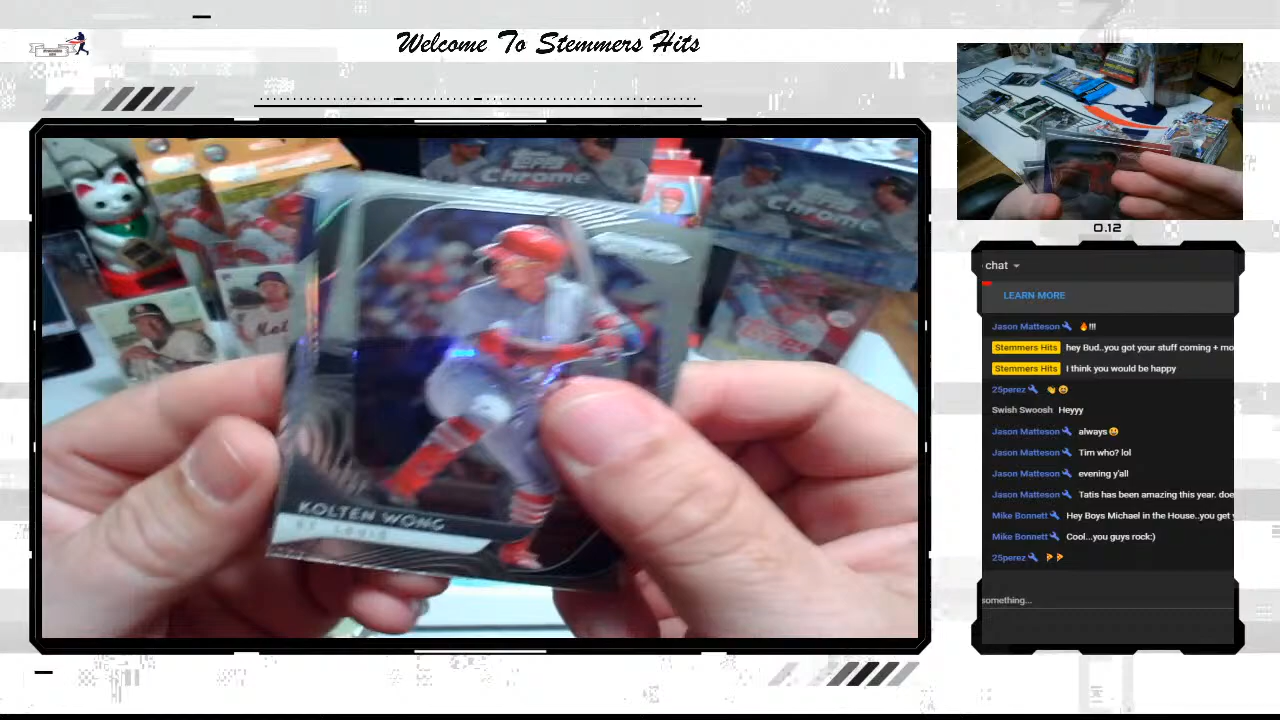 Welcome To Stemmers Hits
Topps
Chrome
Topps
Chrome
Mets
Topps
KOLTEN WONG
0.12
chat
LEARN MORE
Jason Matteson 🔥!!!
Stemmers Hits hey Bud..you got your stuff coming + mo
Stemmers Hits I think you would be happy
25perez 👏😀
Swish Swoosh Heyyy
Jason Matteson always😀
Jason Matteson Tim who? lol
Jason Matteson evening y'all
Jason Matteson Tatis has been amazing this year. doe
Mike Bonnett Hey Boys Michael in the House..you get y
Mike Bonnett Cool...you guys rock:)
25perez 🍕🍕
something...